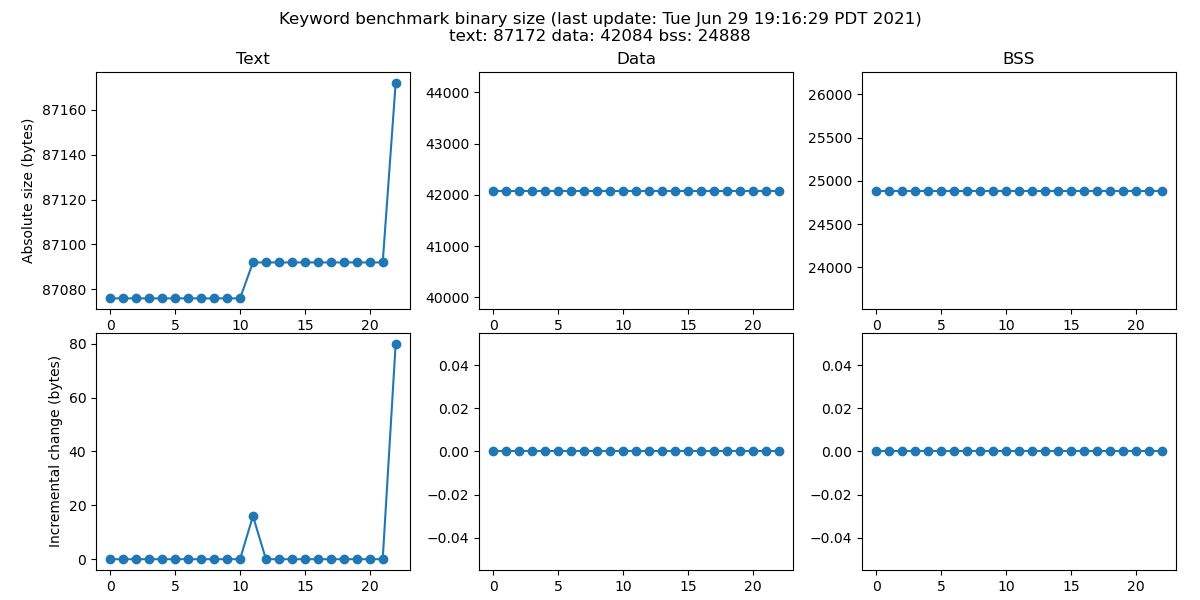 Keyword benchmark binary size (last update: Tue Jun 29 19:16:29 PDT 2021)
text: 87172 data: 42084 bss: 24888
Text
Data
BSS
Absolute size (bytes)
87160
87140
87120
87100
87080
0 5 10 15 20
44000
43000
42000
41000
40000
0 5 10 15 20
26000
25500
25000
24500
24000
0 5 10 15 20
Incremental change (bytes)
80
60
40
20
0
0 5 10 15 20
0.04
0.02
0.00
−0.02
−0.04
0 5 10 15 20
0.04
0.02
0.00
−0.02
−0.04
0 5 10 15 20